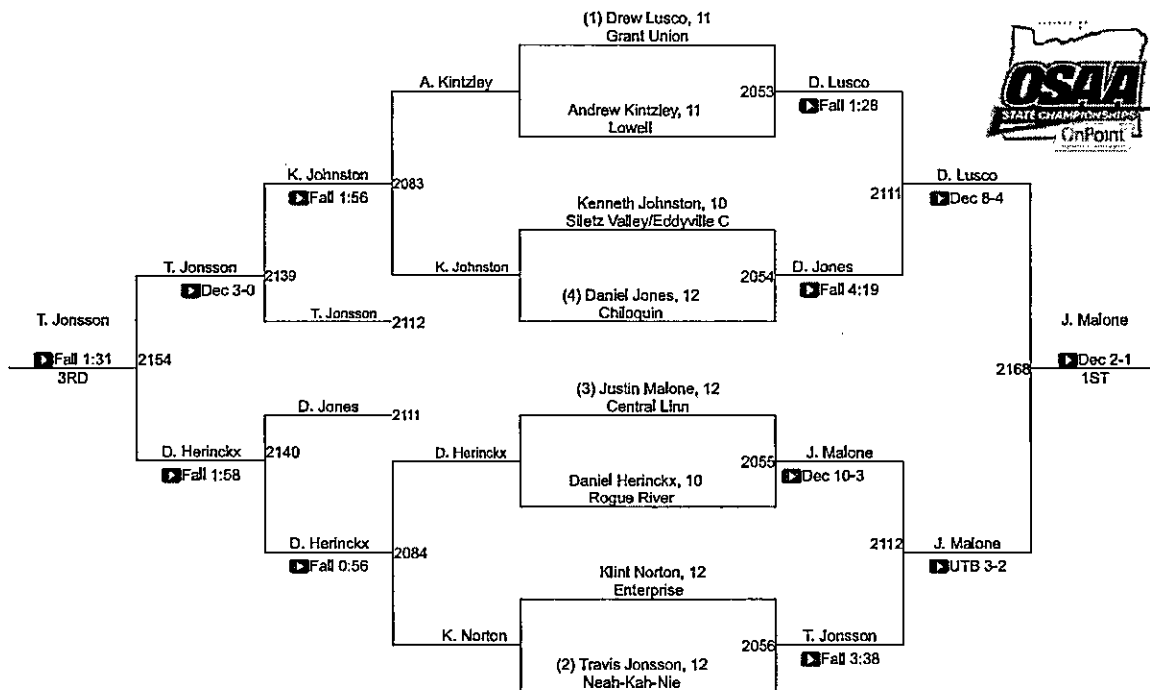 (1) Drew Lusco, 11
Grant Union
OSAA
STATE CHAMPIONSHIPS
OnPoint
A. Kintzley
2053
D. Lusco
Fall 1:28
Andrew Kintzley, 11
Lowell
K. Johnston
Fall 1:56
2083
2111
D. Lusco
Dec 8-4
Kenneth Johnston, 10
Siletz Valley/Eddyville C
T. Jonsson
Dec 3-0
2139
K. Johnston
2054
D. Jones
Fall 4:19
(4) Daniel Jones, 12
Chiloquin
T. Jonsson
2112
T. Jonsson
Fall 1:31
3RD
2154
2168
J. Malone
Dec 2-1
1ST
(3) Justin Malone, 12
Central Linn
D. Jones
2111
D. Herinckx
Fall 1:58
2140
D. Herinckx
2055
J. Malone
Dec 10-3
Daniel Herinckx, 10
Rogue River
D. Herinckx
Fall 0:56
2084
2112
J. Malone
UTB 3-2
Klint Norton, 12
Enterprise
K. Norton
2056
T. Jonsson
Fall 3:38
(2) Travis Jonsson, 12
Neah-Kah-Nie